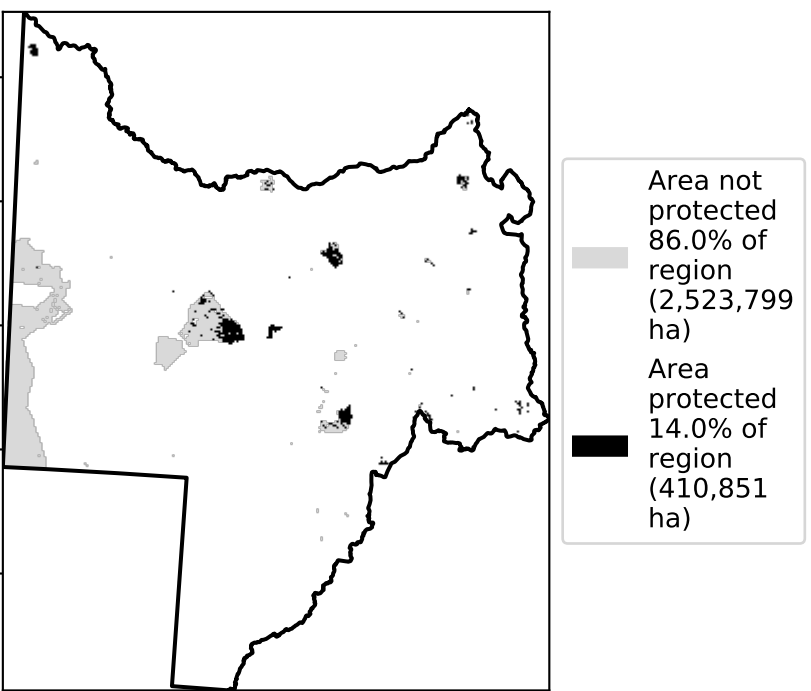 Area not
protected
86.0% of
region
(2,523,799
ha)
Area
protected
14.0% of
region
(410,851
ha)